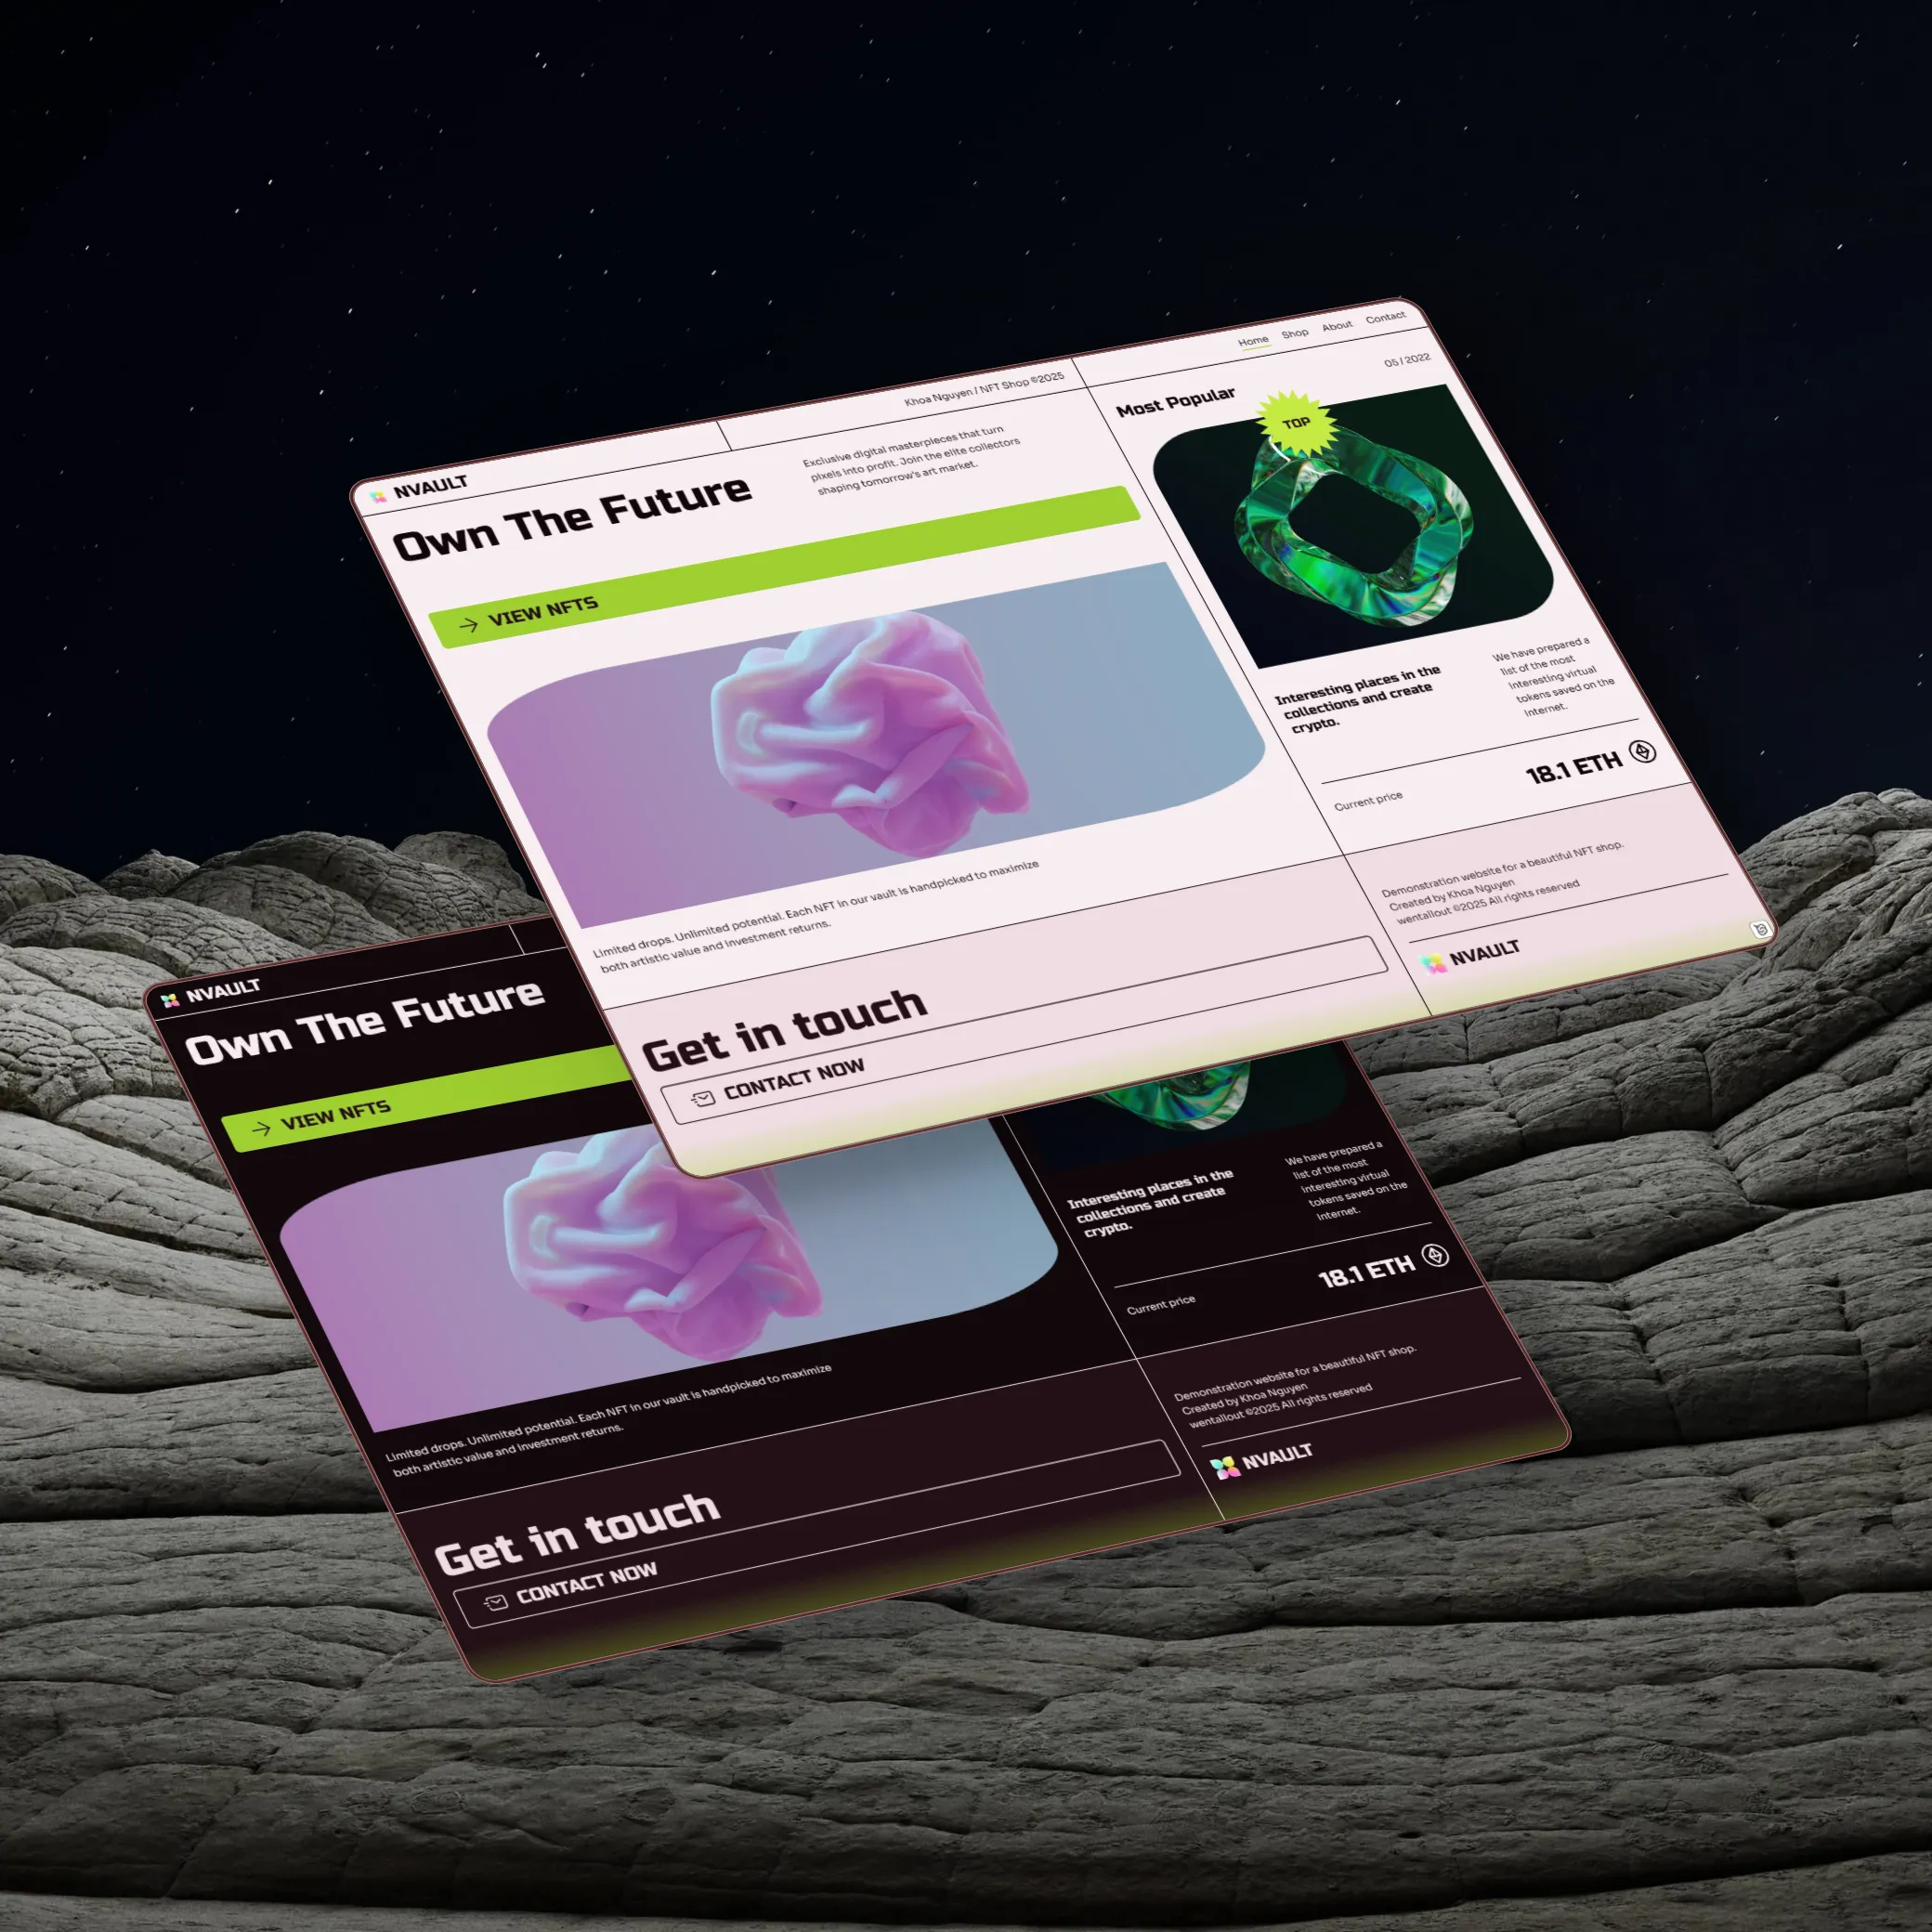 NVAULT
Khoa Nguyen / NFT Shop ©2025
Home
Shop
About
Contact
Own The Future
Exclusive digital masterpieces that turn
pixels into profit. Join the elite collectors
shaping tomorrow's art market.
VIEW NFTS
Limited drops. Unlimited potential. Each NFT in our vault is handpicked to maximize
both artistic value and investment returns.
Most Popular
05 / 2022
TOP
Interesting places in the
collections and create
crypto.
We have prepared a
list of the most
interesting virtual
tokens saved on the
Internet.
Current price
18.1 ETH
Get in touch
CONTACT NOW
Demonstration website for a beautiful NFT shop.
Created by Khoa Nguyen
wentallout ©2025 All rights reserved
NVAULT
NVAULT
Own The Future
VIEW NFTS
Limited drops. Unlimited potential. Each NFT in our vault is handpicked to maximize
both artistic value and investment returns.
Interesting places in the
collections and create
crypto.
We have prepared a
list of the most
interesting virtual
tokens saved on the
Internet.
Current price
18.1 ETH
Get in touch
CONTACT NOW
Demonstration website for a beautiful NFT shop.
Created by Khoa Nguyen
wentallout ©2025 All rights reserved
NVAULT